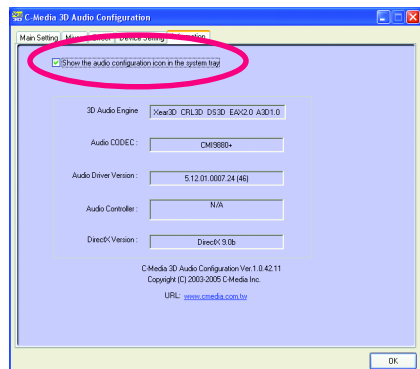 C-Media 3D Audio Configuration
Main Setting
Show the audio configuration icon in the system tray
3D Audio Engine Xear3D CRL3D DS3D EAX2.0 A3D1.0
Audio CODEC : CMI9880+
Audio Driver Version : 5.12.01.0007.24 (46)
Audio Controller : N/A
DirectX Version : DirectX 9.0b
C-Media 3D Audio Configuration Ver.1.0.42.11
Copyright (C) 2003-2005 C-Media Inc.
URL: www.cmedia.com.tw
OK